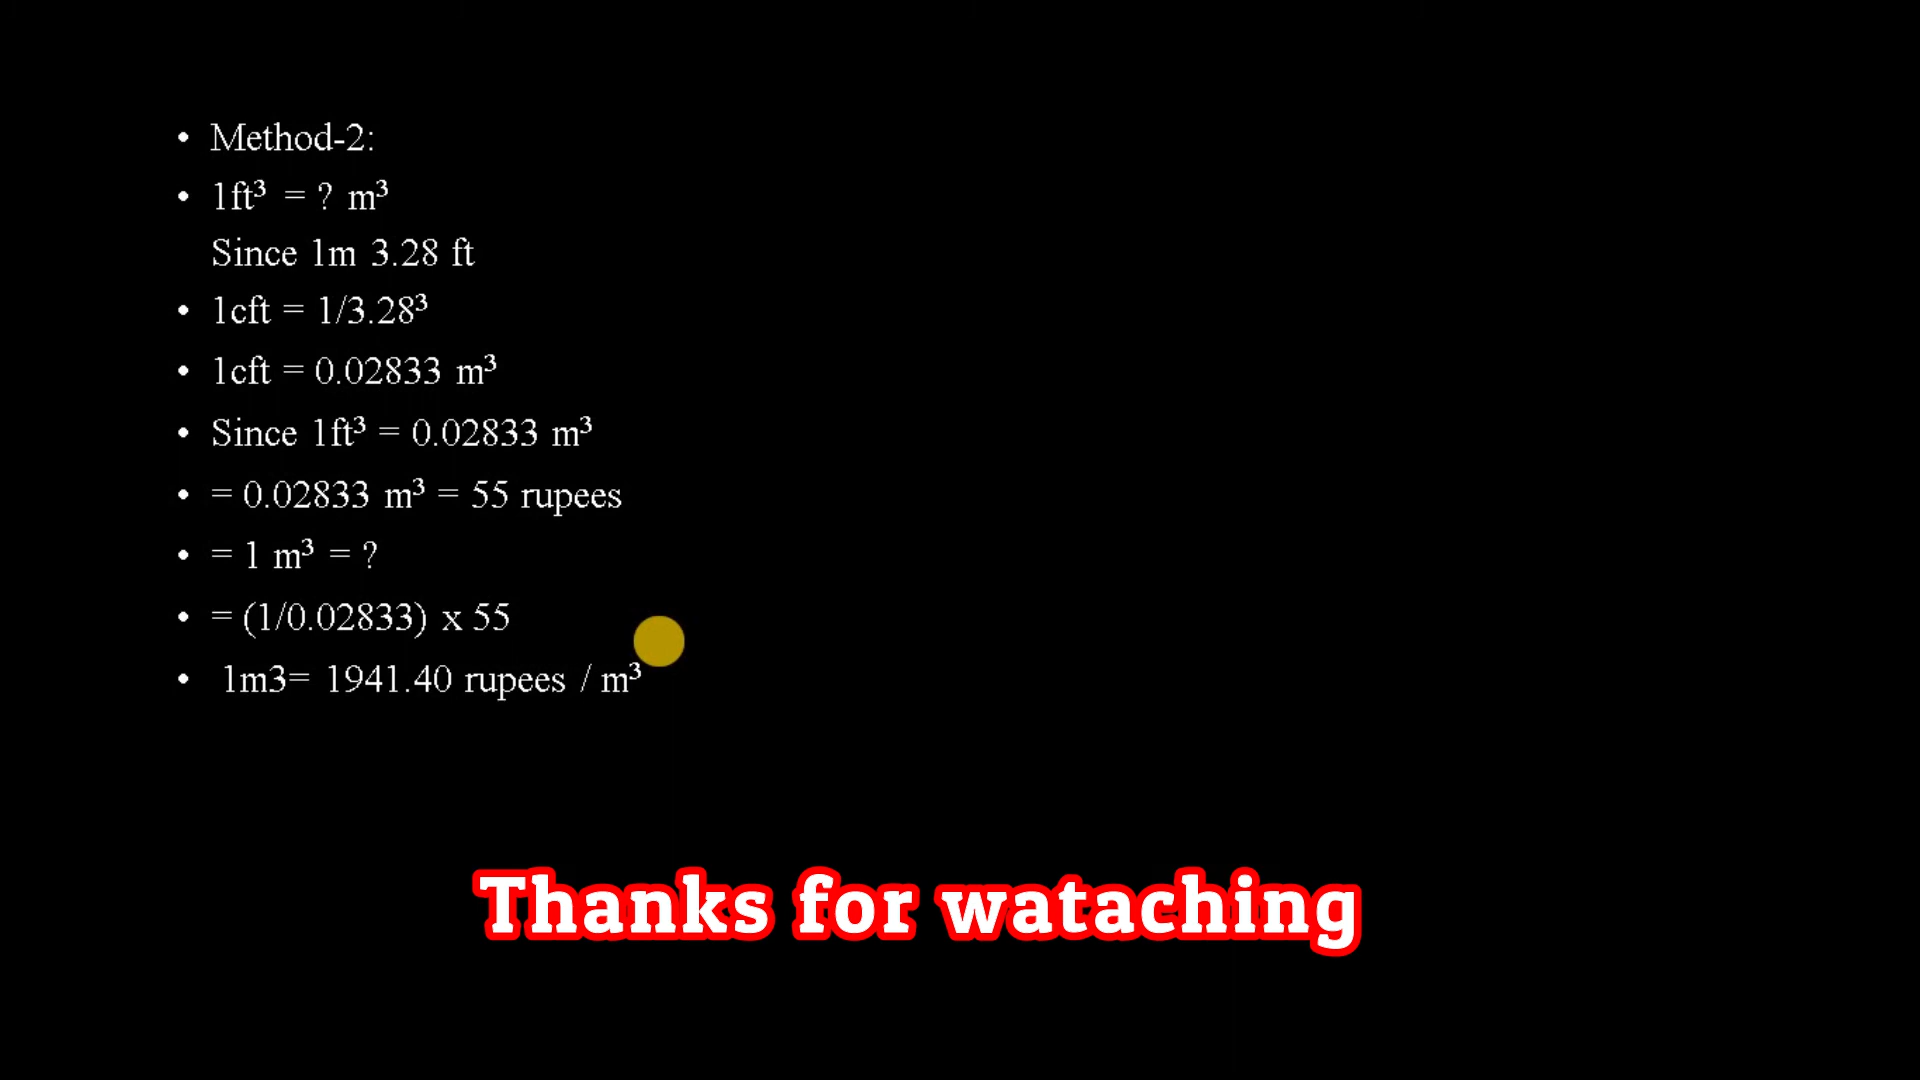 • Method-2:
• 1ft³ = ? m³
Since 1m 3.28 ft
• 1cft = 1/3.28³
• 1cft = 0.02833 m³
• Since 1ft³ = 0.02833 m³
• = 0.02833 m³ = 55 rupees
• = 1 m³ = ?
• = (1/0.02833) x 55
• 1m3= 1941.40 rupees / m³
Thanks for wataching